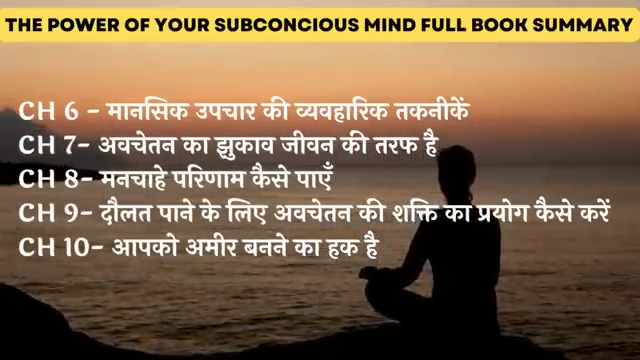 THE POWER OF YOUR SUBCONCIOUS MIND FULL BOOK SUMMARY
CH 6 - मानसिक उपचार की व्यवहारिक तकनीकें
CH 7- अवचेतन का झुकाव जीवन की तरफ है
CH 8- मनचाहे परिणाम कैसे पाएँ
CH 9- दौलत पाने के लिए अवचेतन की शक्ति का प्रयोग कैसे करें
CH 10- आपको अमीर बनने का हक है